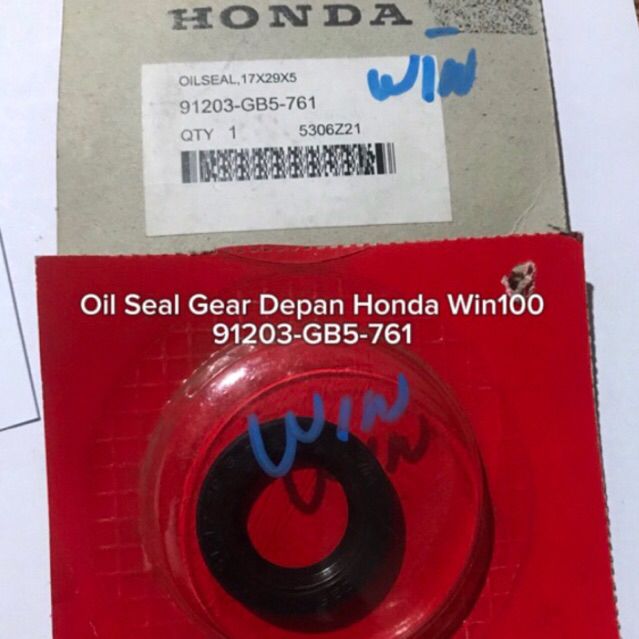 HONDA
WIN
OILSEAL,17X29X5
91203-GB5-761
QTY 1 5306Z21
Oil Seal Gear Depan Honda Win100
91203-GB5-761
WIN